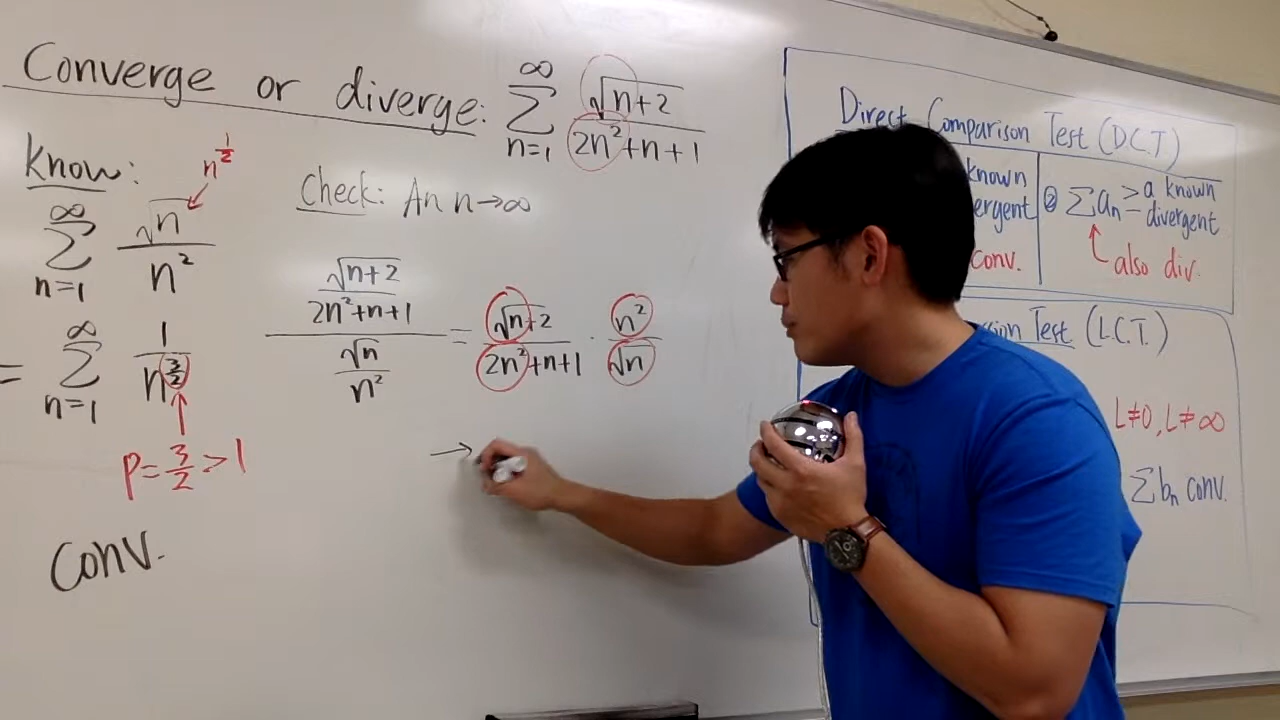 Converge or diverge: ∞∑n=1 √(n+2)/(2n²+n+1)
Know:
n^(1/2)
∞∑n=1 √n/n²
= ∞∑n=1 1/n^(3/2)
p=3/2>1
Conv.
Check: An n→∞
(√(n+2)/(2n²+n+1))/(√n/n²) = √(n+2)/(2n²+n+1) · n²/√n
→
Direct Comparison Test (D.C.T)
known
conv.
② ∑an ≥ a known
divergent
also div.
Test (L.C.T.)
L≠0, L≠∞
∑bn conv.